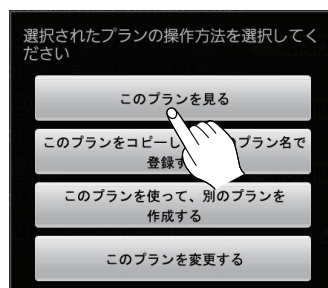 選択されたプランの操作方法を選択してく
ださい
このプランを見る
このプランをコピーし プラン名で
登録す
このプランを使って、別のプランを
作成する
このプランを変更する